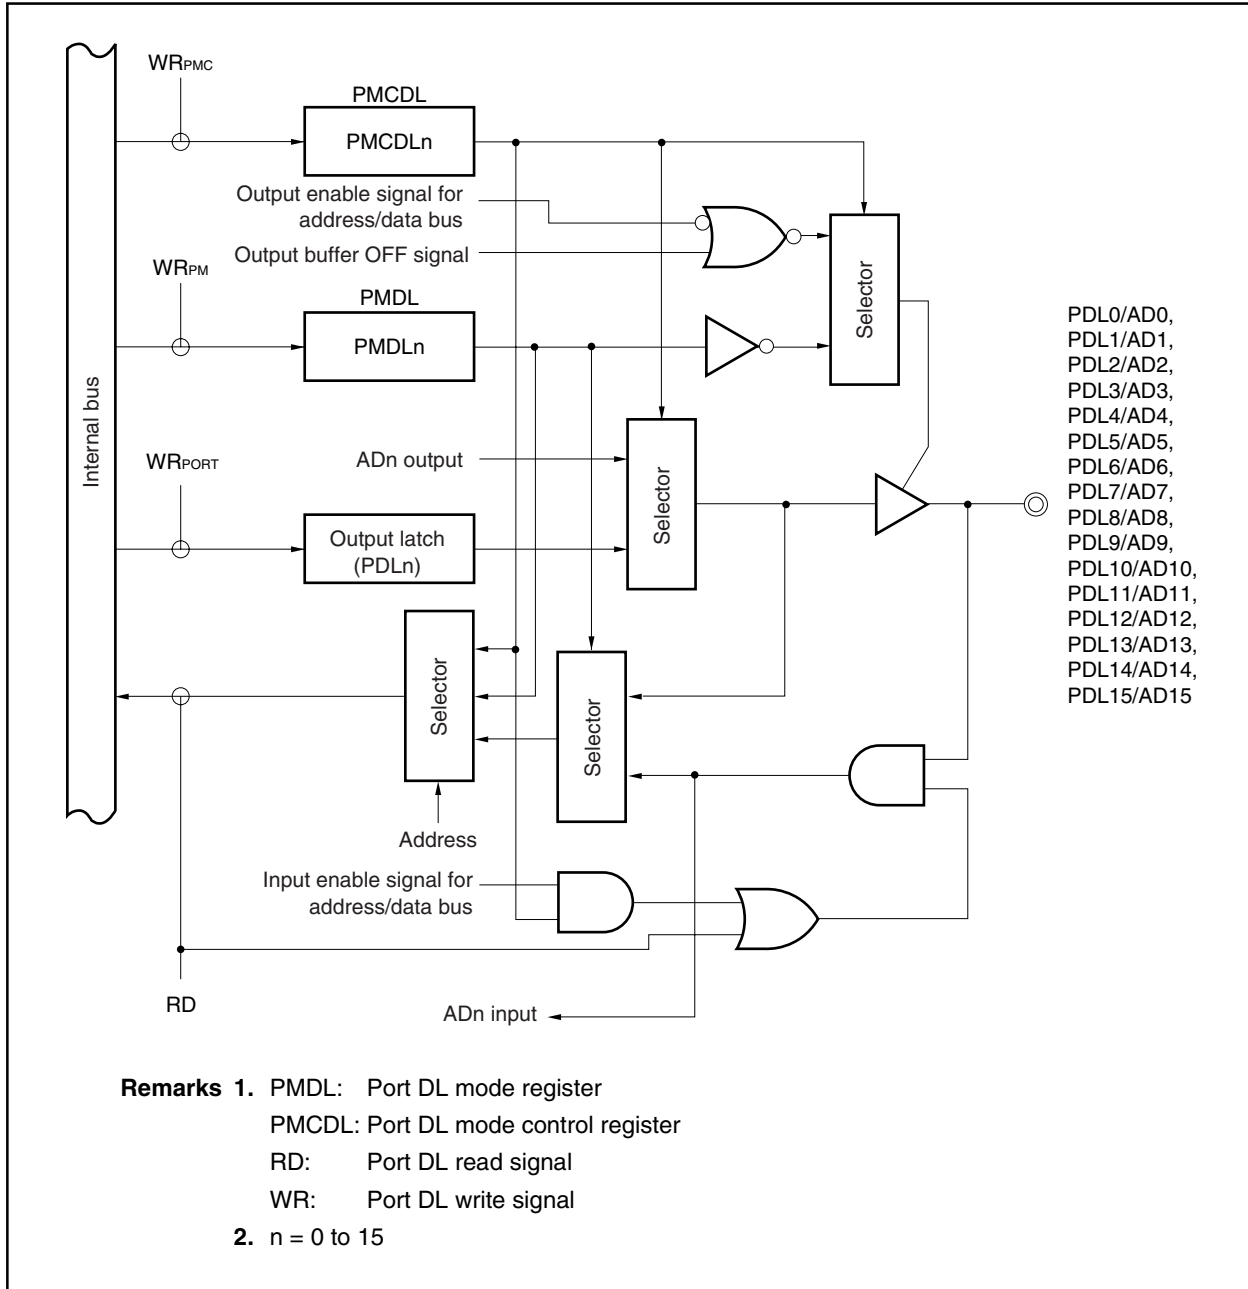 WRPMC
PMCDL
PMCDLn
Output enable signal for
address/data bus
Output buffer OFF signal
WRPM
PMDL
PMDLn
Selector
Internal bus
PDL0/AD0,
PDL1/AD1,
PDL2/AD2,
PDL3/AD3,
PDL4/AD4,
PDL5/AD5,
PDL6/AD6,
PDL7/AD7,
PDL8/AD8,
PDL9/AD9,
PDL10/AD10,
PDL11/AD11,
PDL12/AD12,
PDL13/AD13,
PDL14/AD14,
PDL15/AD15
WRPORT
ADn output
Selector
Output latch
(PDLn)
Selector
Selector
Address
Input enable signal for
address/data bus
RD
ADn input
Remarks 1. PMDL: Port DL mode register
PMCDL: Port DL mode control register
RD: Port DL read signal
WR: Port DL write signal
2. n = 0 to 15